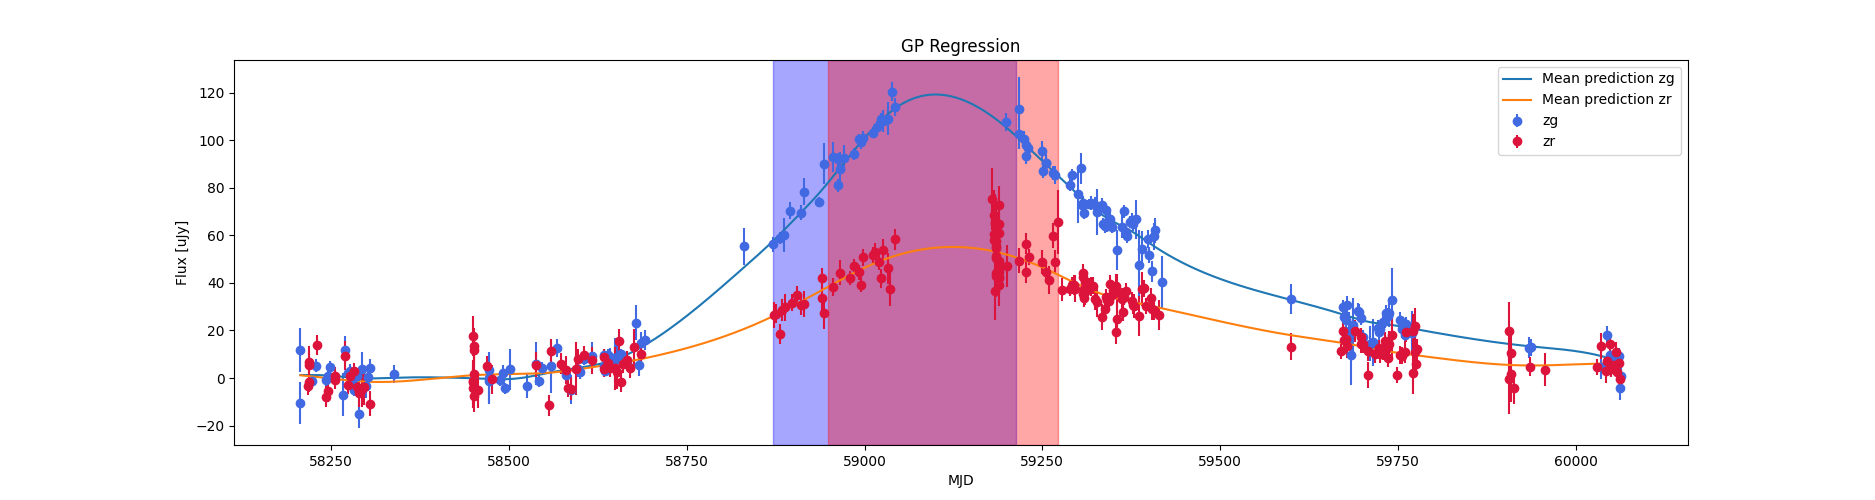 GP Regression
Mean prediction zg
Mean prediction zr
zg
zr
Flux [uJy]
120
100
80
60
40
20
0
−20
58250 58500 58750 59000 59250 59500 59750 60000
MJD